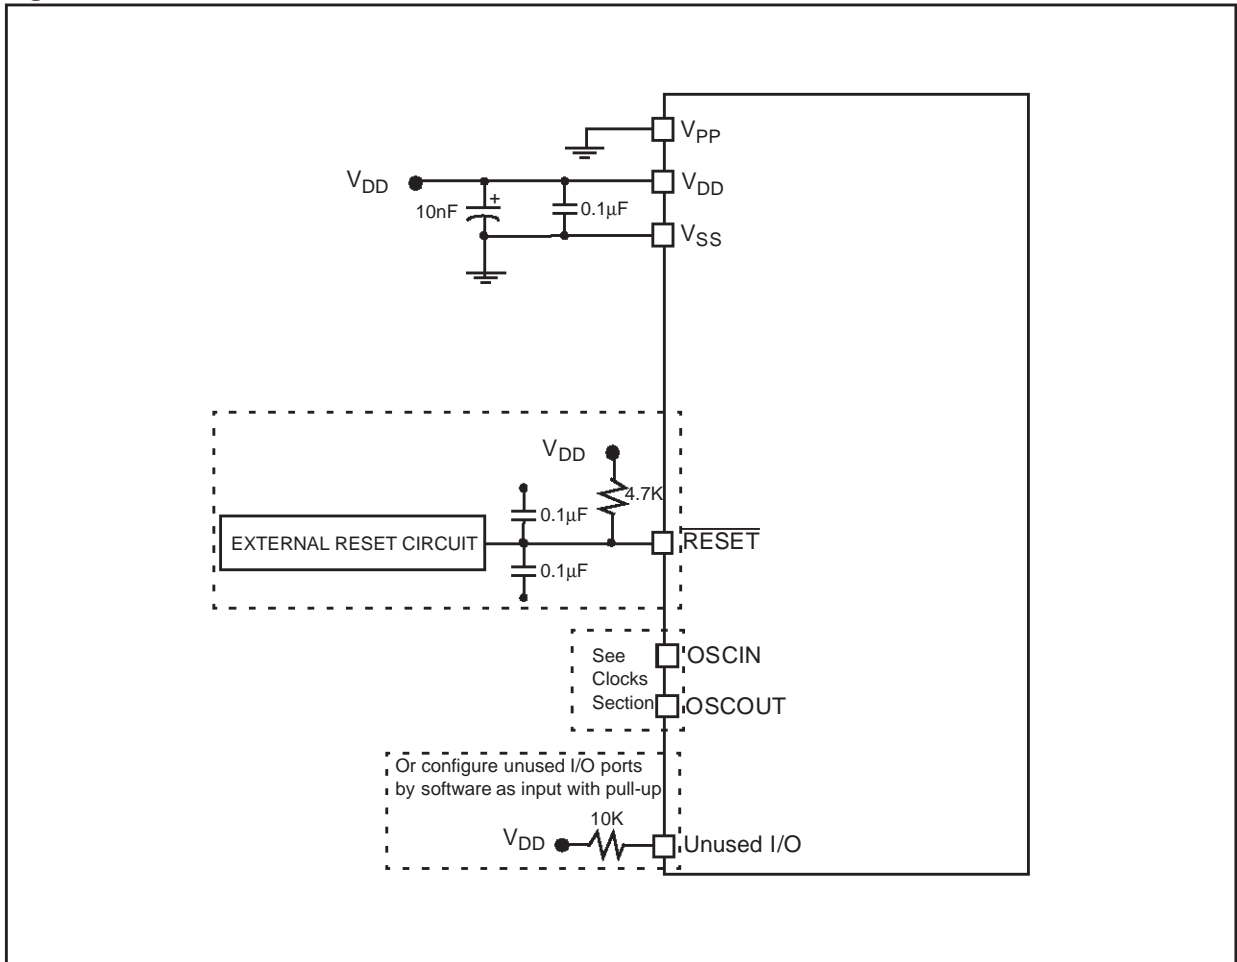 VPP
VDD
VDD
10nF
+
0.1µF
VSS
VDD
4.7K
0.1µF
EXTERNAL RESET CIRCUIT
RESET
0.1µF
See
Clocks
Section
OSCIN
OSCOUT
Or configure unused I/O ports
by software as input with pull-up
10K
VDD
Unused I/O